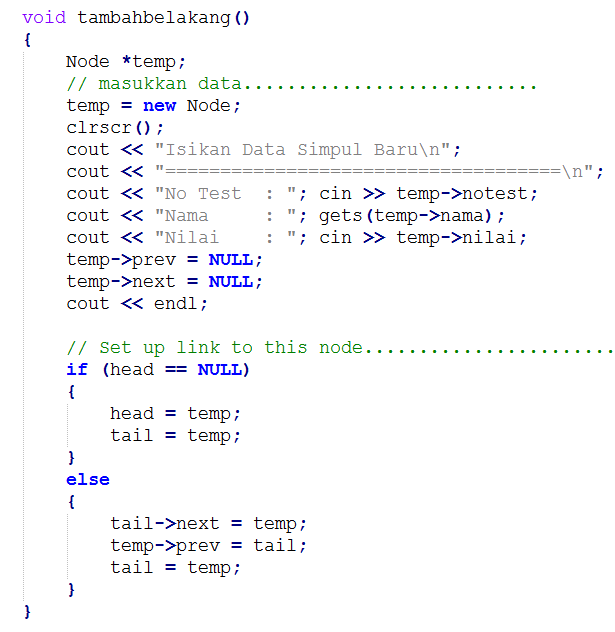 void tambahbelakang()
{
    Node *temp;
    // masukkan data...........................
    temp = new Node;
    clrscr();
    cout << "Isikan Data Simpul Baru\n";
    cout << "=====================================\n";
    cout << "No Test  : "; cin >> temp->notest;
    cout << "Nama     : "; gets(temp->nama);
    cout << "Nilai    : "; cin >> temp->nilai;
    temp->prev = NULL;
    temp->next = NULL;
    cout << endl;

    // Set up link to this node.......................
    if (head == NULL)
    {
        head = temp;
        tail = temp;
    }
    else
    {
        tail->next = temp;
        temp->prev = tail;
        tail = temp;
    }
}